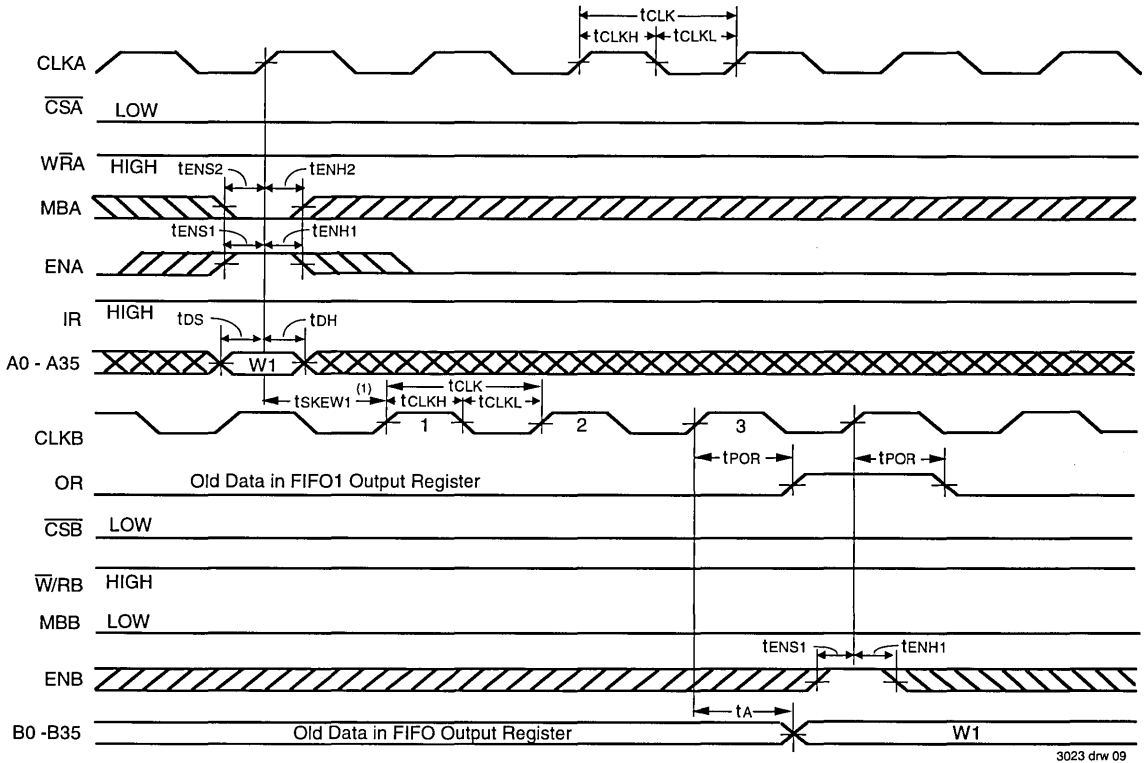 tCLK
tCLKH tCLKL
CLKA
CSA LOW
WRA HIGH tENS2 tENH2
MBA
tENS1 tENH1
ENA
IR HIGH
tDS tDH
A0 - A35 W1
tSKEW1 (1) tCLK
tCLKH tCLKL
CLKB 1 2 3
tPOR tPOR
OR Old Data in FIFO1 Output Register
CSB LOW
W/RB HIGH
MBB LOW
tENS1 tENH1
ENB
tA
B0 -B35 Old Data in FIFO Output Register W1
3023 drw 09